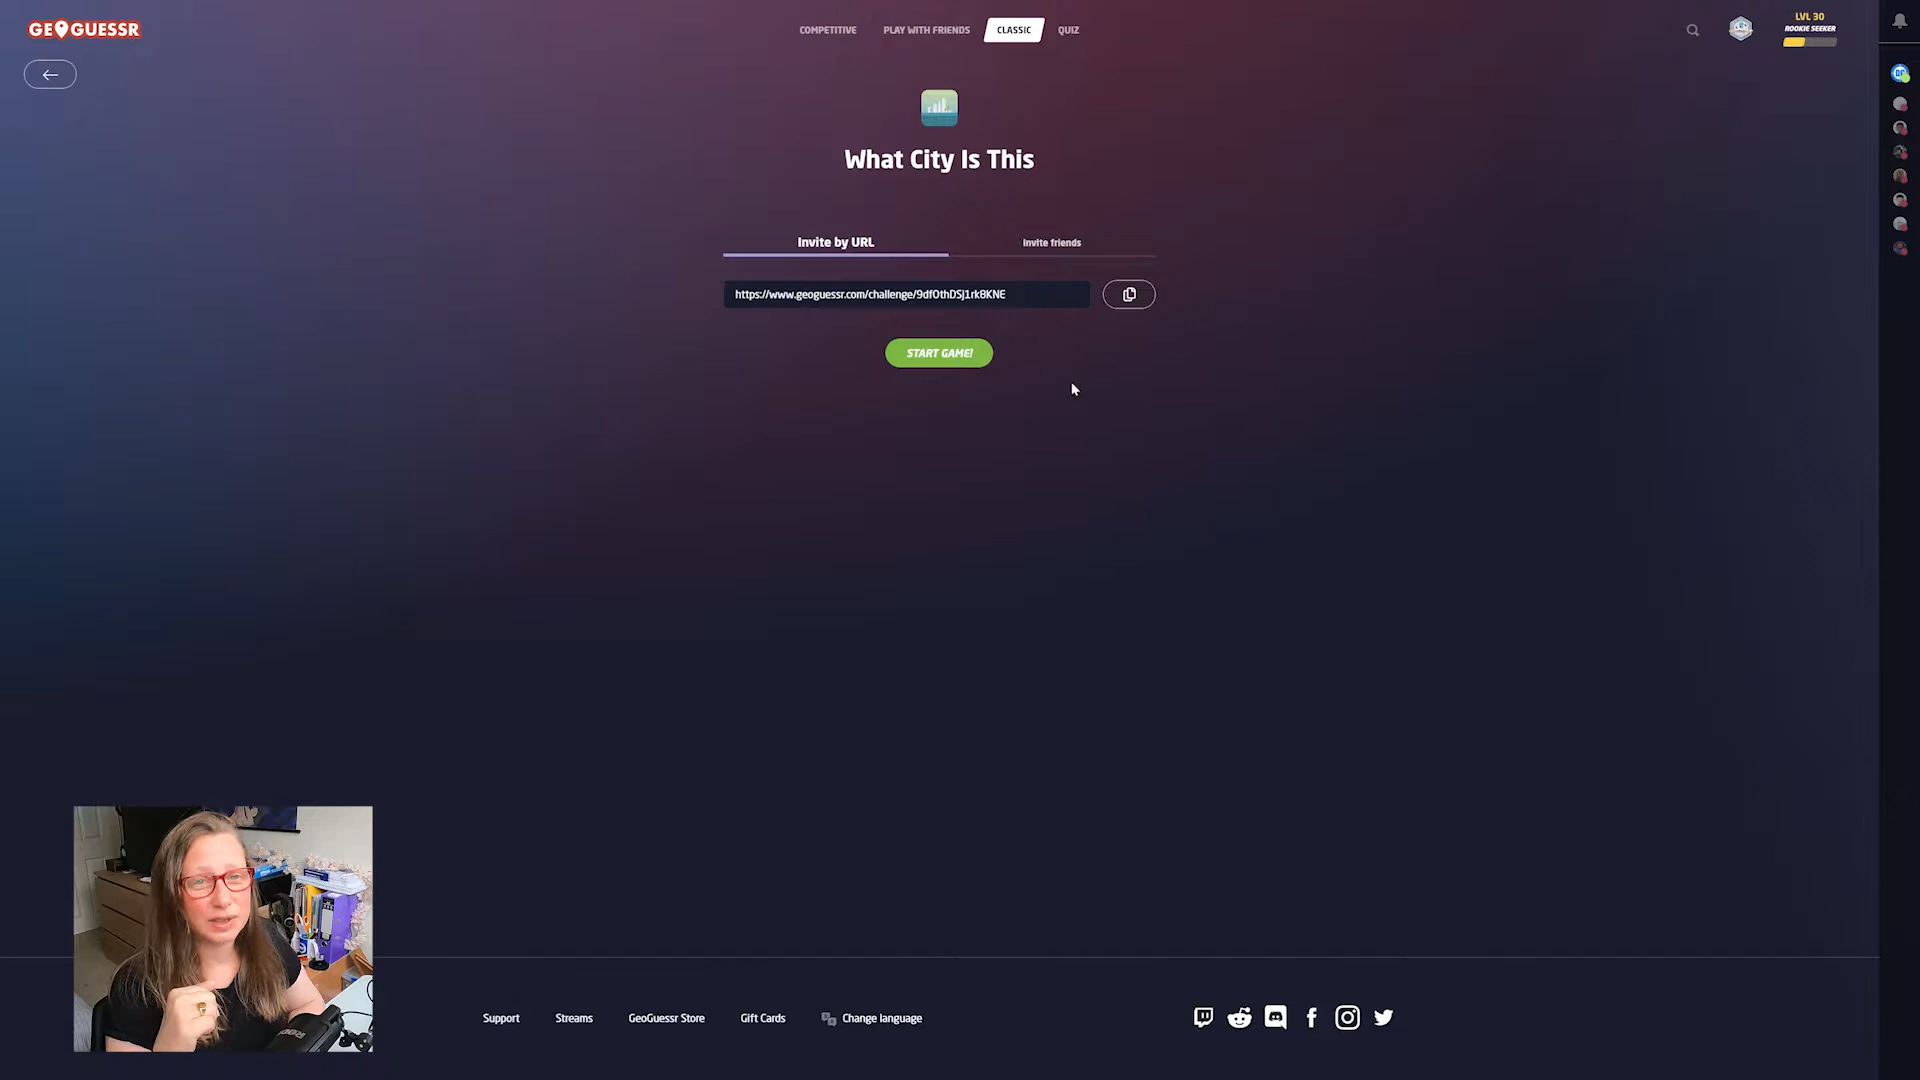 GEOGUESSR
COMPETITIVE
PLAY WITH FRIENDS
CLASSIC
QUIZ
LVL 30
ROOKIE SEEKER
What City Is This
Invite by URL
Invite friends
https://www.geoguessr.com/challenge/9dfOthDSj1rk8KNE
START GAME!
Support
Streams
GeoGuessr Store
Gift Cards
Change language